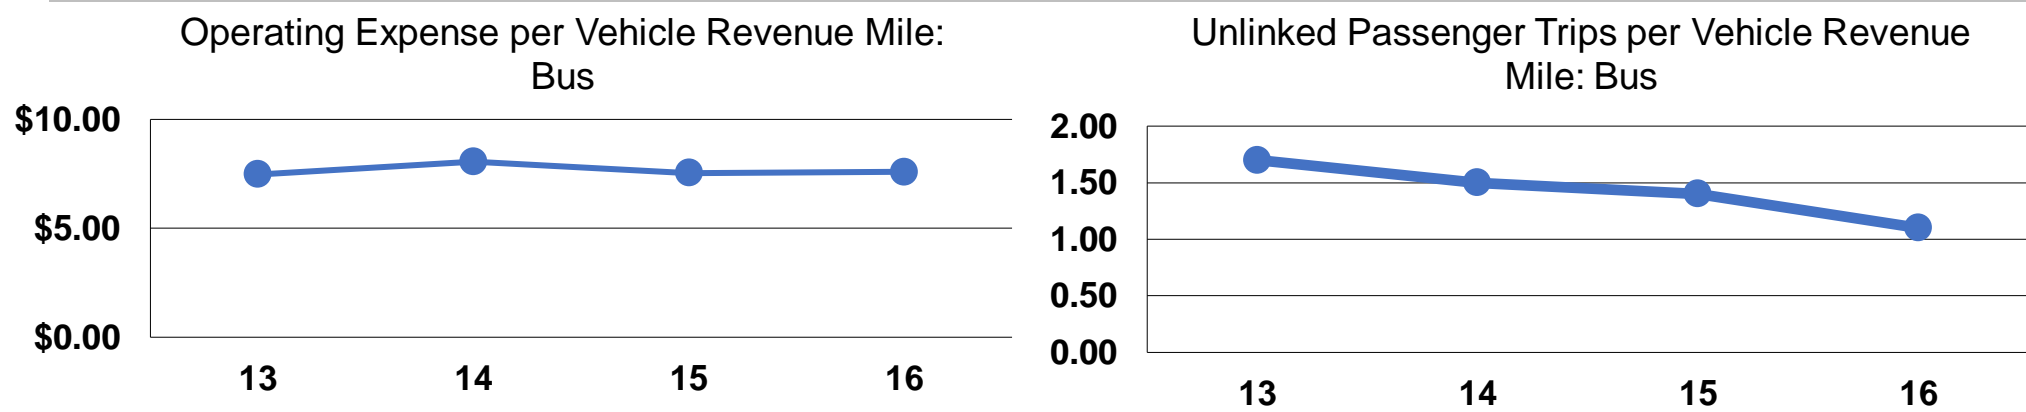 Operating Expense per Vehicle Revenue Mile:
Bus
$10.00
$5.00
$0.00
13 14 15 16
Unlinked Passenger Trips per Vehicle Revenue
Mile: Bus
2.00
1.50
1.00
0.50
0.00
13 14 15 16